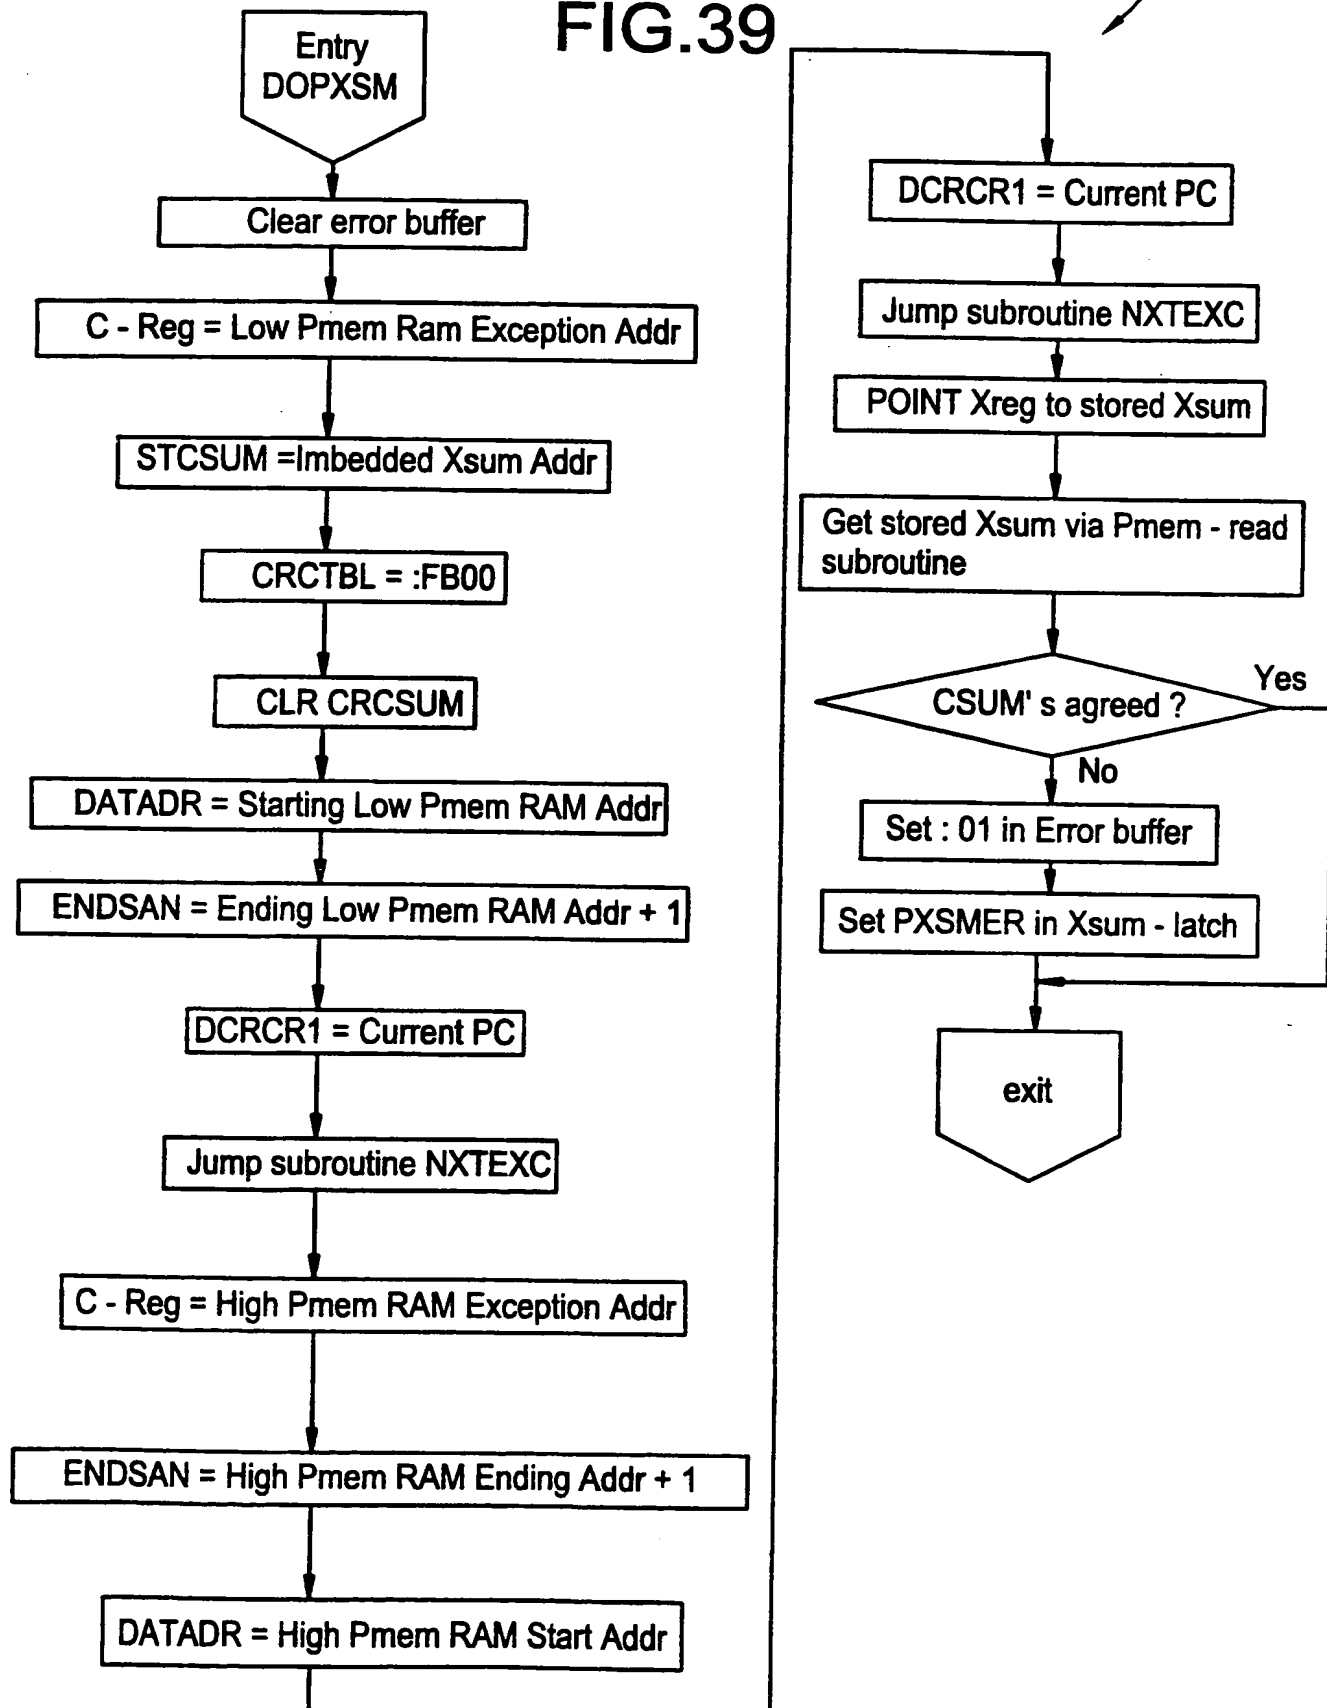 FIG.39
Entry
DOPXSM
Clear error buffer
C - Reg = Low Pmem Ram Exception Addr
STCSUM =Imbedded Xsum Addr
CRCTBL = :FB00
CLR CRCSUM
DATADR = Starting Low Pmem RAM Addr
ENDSAN = Ending Low Pmem RAM Addr + 1
DCRCR1 = Current PC
Jump subroutine NXTEXC
C - Reg = High Pmem RAM Exception Addr
ENDSAN = High Pmem RAM Ending Addr + 1
DATADR = High Pmem RAM Start Addr
DCRCR1 = Current PC
Jump subroutine NXTEXC
POINT Xreg to stored Xsum
Get stored Xsum via Pmem - read
subroutine
CSUM' s agreed ?
Yes
No
Set : 01 in Error buffer
Set PXSMER in Xsum - latch
exit